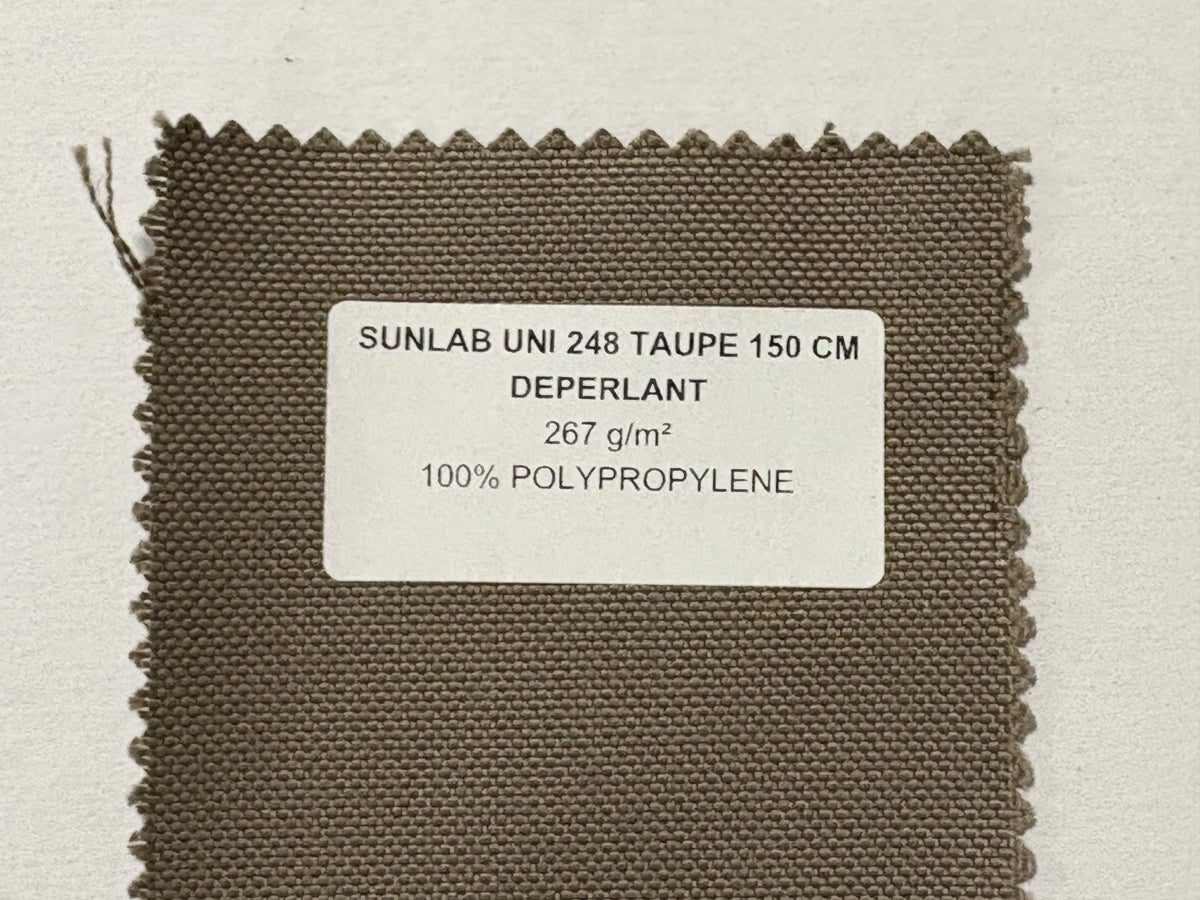 SUNLAB UNI 248 TAUPE 150 CM
DEPERLANT
267 g/m²
100% POLYPROPYLENE